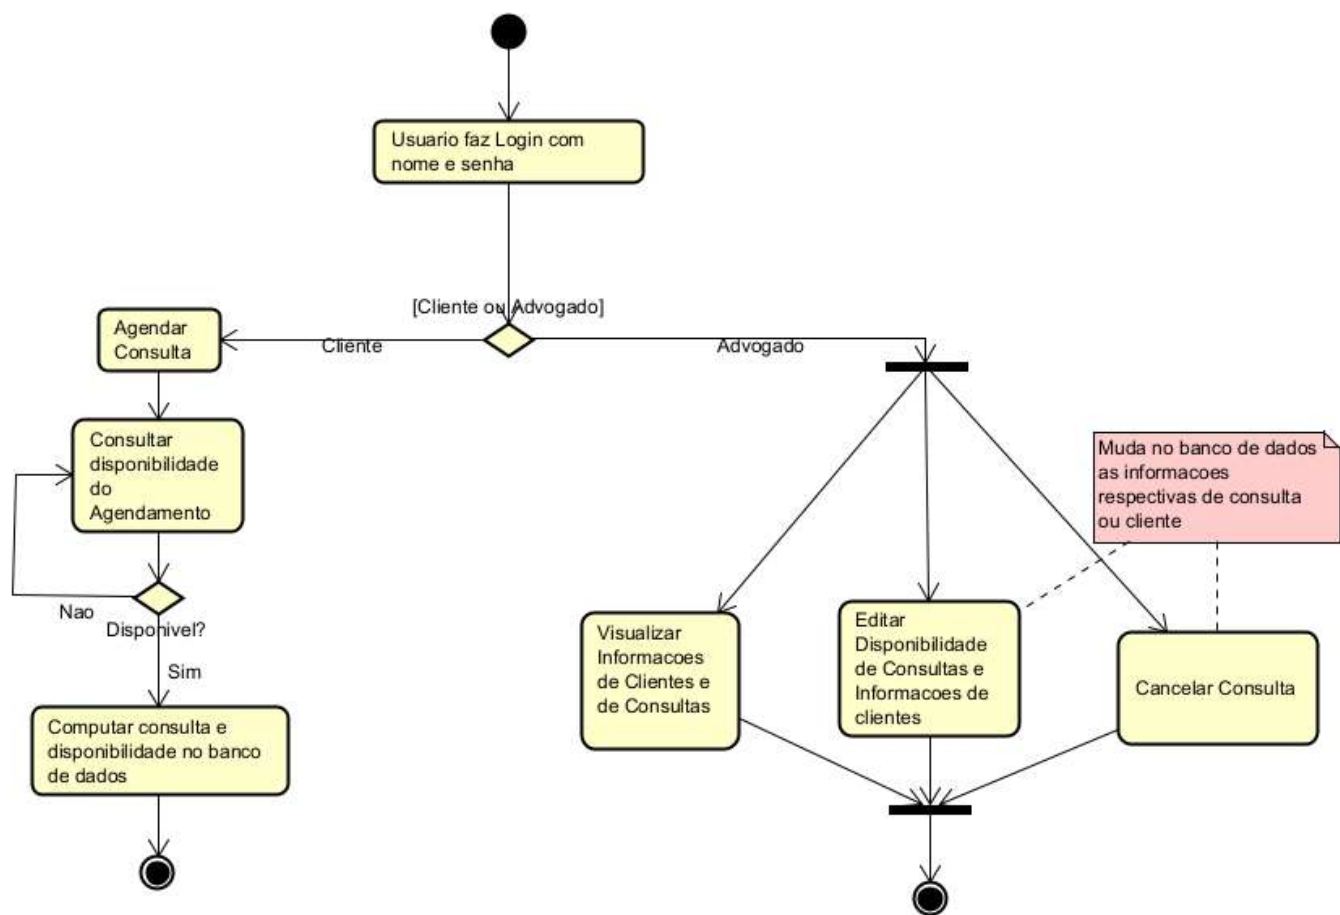 Usuario faz Login com
nome e senha
[Cliente ou Advogado]
Agendar
Consulta
Cliente
Advogado
Consultar
disponibilidade
do
Agendamento
Muda no banco de dados
as informacoes
respectivas de consulta
ou cliente
Nao
Disponivel?
Sim
Visualizar
Informacoes
de Clientes e
de Consultas
Editar
Disponibilidade
de Consultas e
Informacoes de
clientes
Cancelar Consulta
Computar consulta e
disponibilidade no banco
de dados